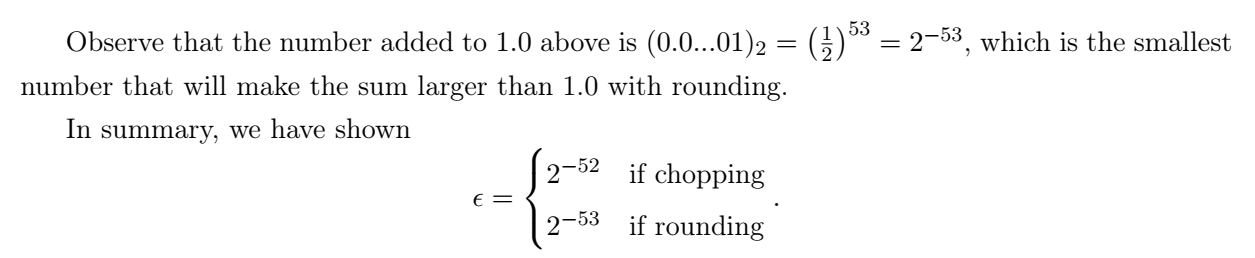 Observe that the number added to 1.0 above is (0.0...01)₂ = (1/2)⁵³ = 2⁻⁵³, which is the smallest
number that will make the sum larger than 1.0 with rounding.
In summary, we have shown
ϵ = { 2⁻⁵² if chopping
2⁻⁵³ if rounding .